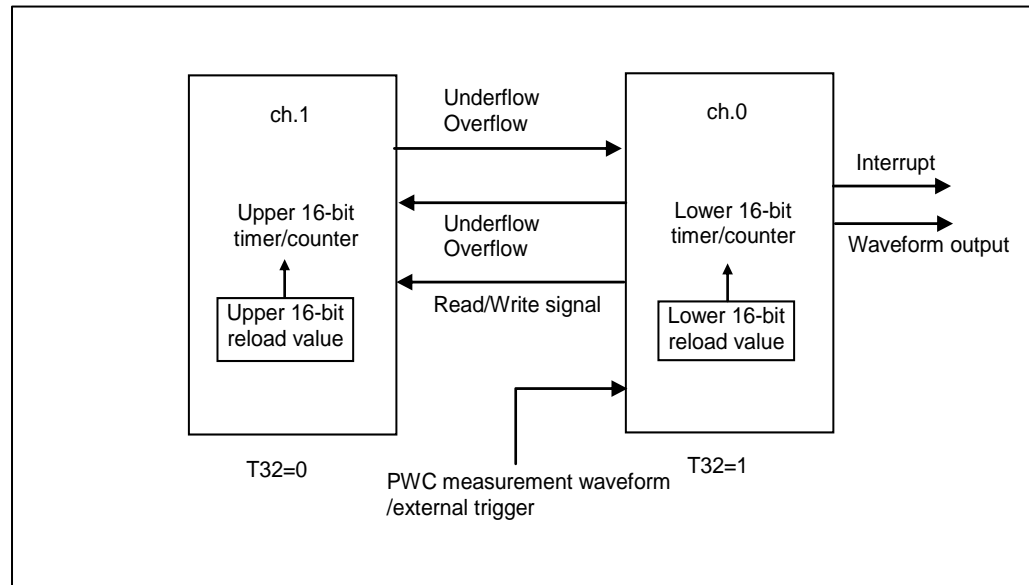 ch.1
Underflow
Overflow
ch.0
Interrupt
Upper 16-bit
timer/counter
Underflow
Overflow
Lower 16-bit
timer/counter
Waveform output
Upper 16-bit
reload value
Read/Write signal
Lower 16-bit
reload value
T32=0
PWC measurement waveform
/external trigger
T32=1